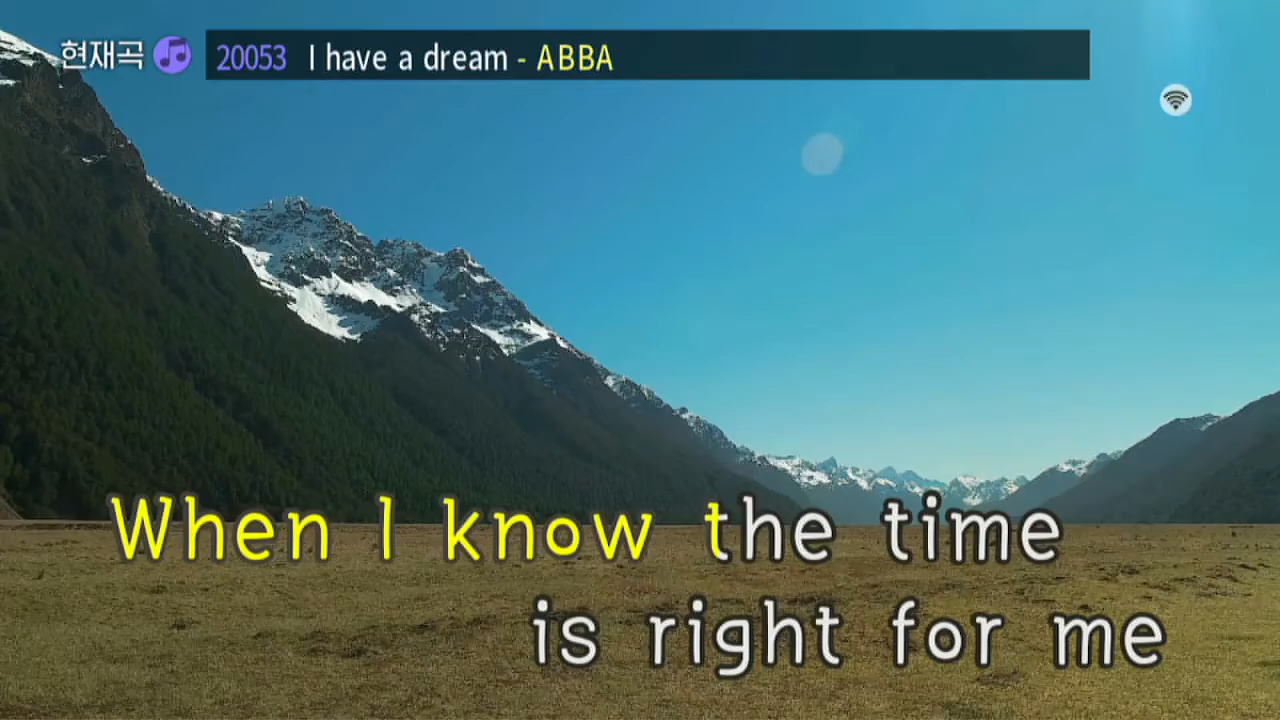 현재곡 20053 I have a dream - ABBA
When I know the time
is right for me